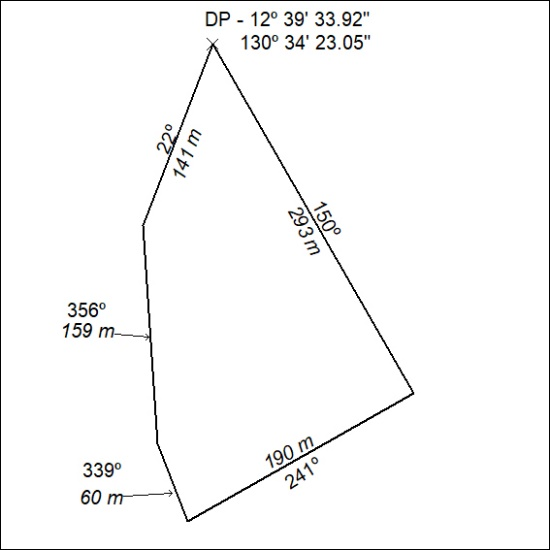 DP - 12º 39' 33.92"
130º 34' 23.05"
22º
141 m
150º
293 m
356º
159 m
190 m
241º
339º
60 m